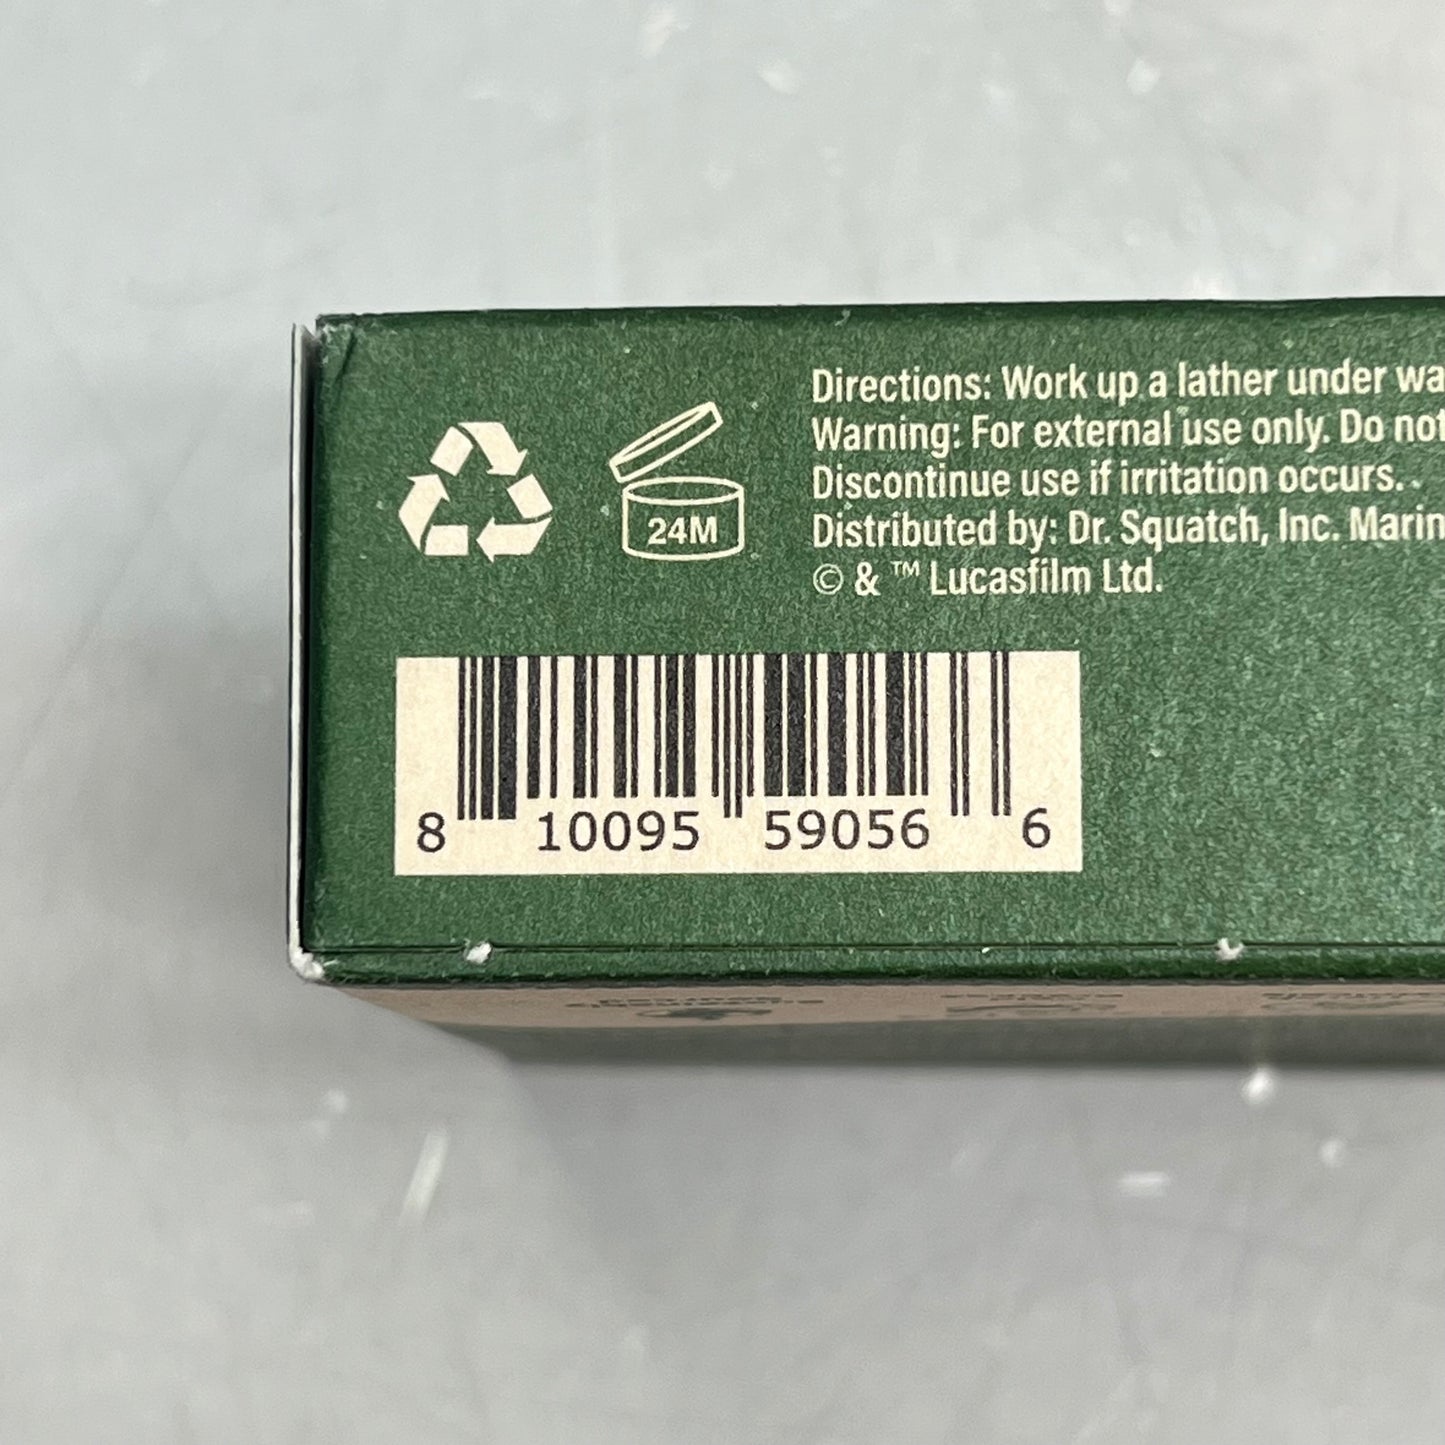 24M
Directions: Work up a lather under wa
Warning: For external use only. Do not
Discontinue use if irritation occurs.
Distributed by: Dr. Squatch, Inc. Marin
© & ™ Lucasfilm Ltd.
8 10095 59056 6